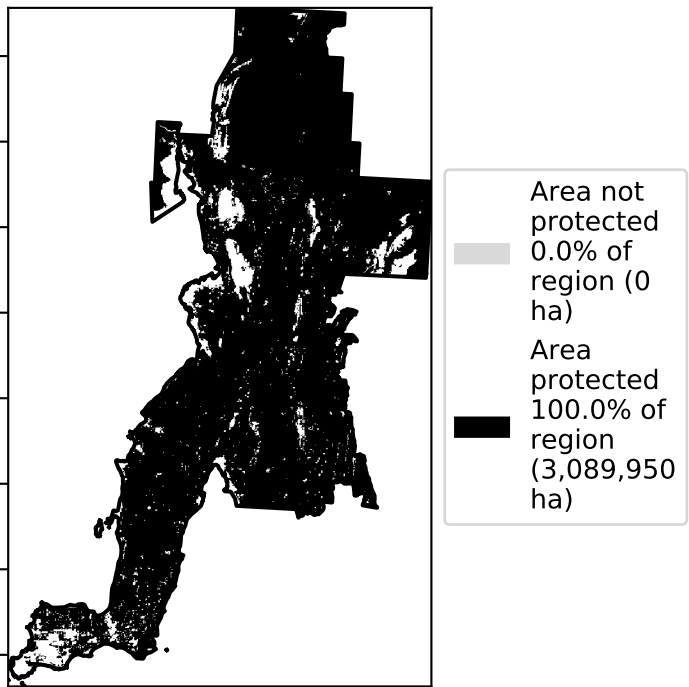 Area not
protected
0.0% of
region (0
ha)
Area
protected
100.0% of
region
(3,089,950
ha)